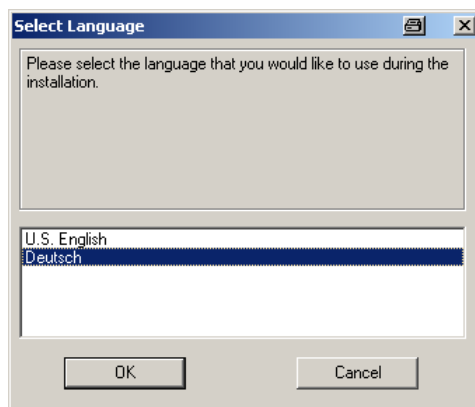 Select Language
Please select the language that you would like to use during the
installation.
U.S. English
Deutsch
OK
Cancel